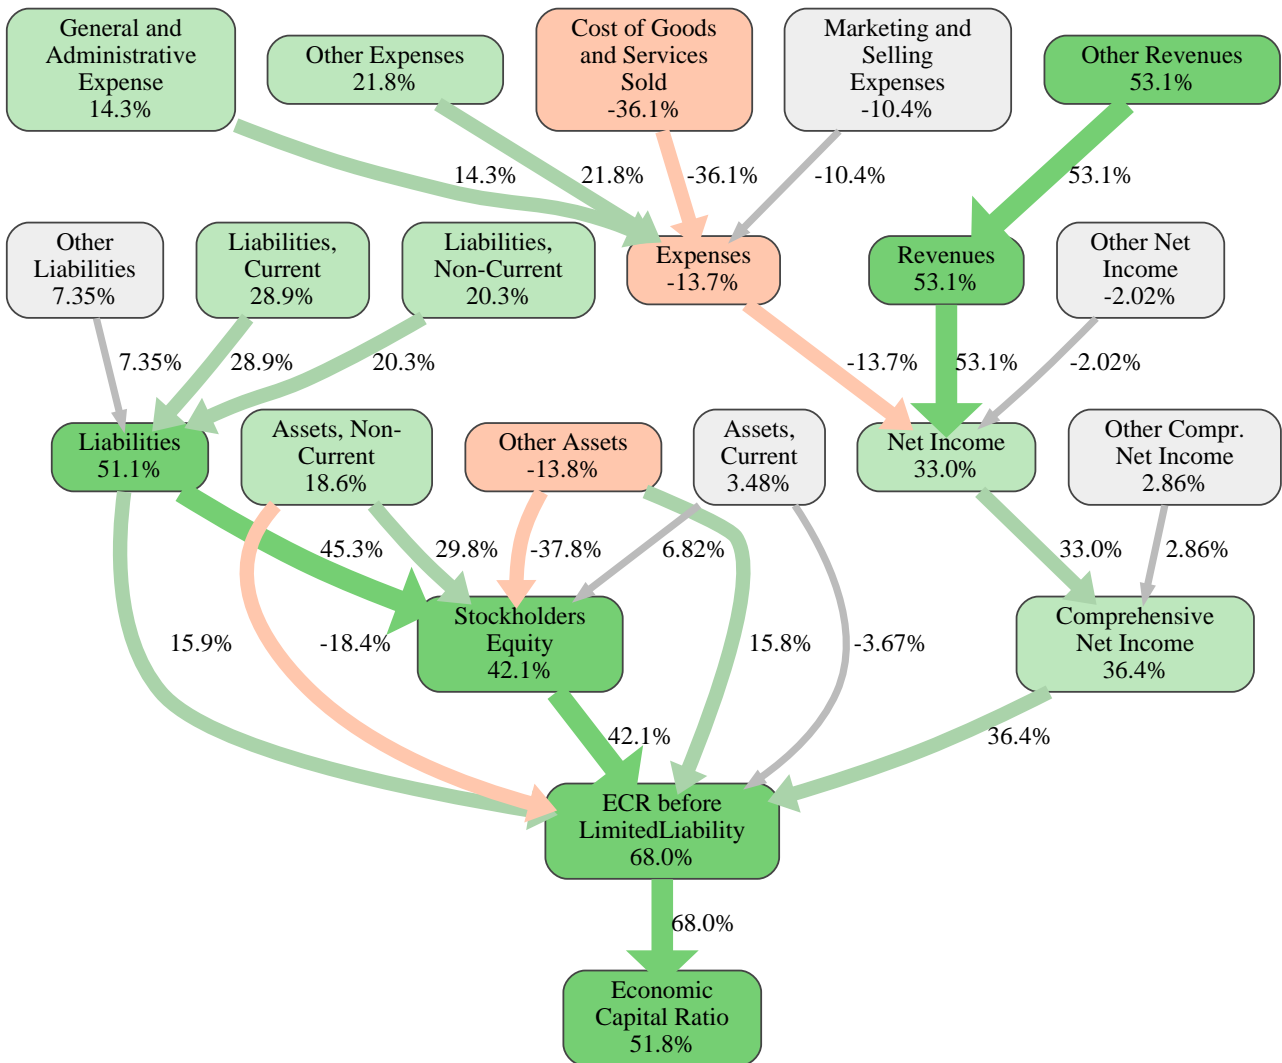 General and
Administrative
Expense
14.3%
Other Expenses
21.8%
Cost of Goods
and Services
Sold
-36.1%
Marketing and
Selling
Expenses
-10.4%
Other Revenues
53.1%
14.3%
21.8%
-36.1%
-10.4%
53.1%
Other
Liabilities
7.35%
Liabilities,
Current
28.9%
Liabilities,
Non-Current
20.3%
Expenses
-13.7%
Revenues
53.1%
Other Net
Income
-2.02%
7.35%
28.9%
20.3%
-13.7%
53.1%
-2.02%
Liabilities
51.1%
Assets, Non-
Current
18.6%
Other Assets
-13.8%
Assets,
Current
3.48%
Net Income
33.0%
Other Compr.
Net Income
2.86%
45.3%
29.8%
-37.8%
6.82%
33.0%
2.86%
15.9%
-18.4%
Stockholders
Equity
42.1%
15.8%
-3.67%
Comprehensive
Net Income
36.4%
42.1%
36.4%
ECR before
LimitedLiability
68.0%
68.0%
Economic
Capital Ratio
51.8%